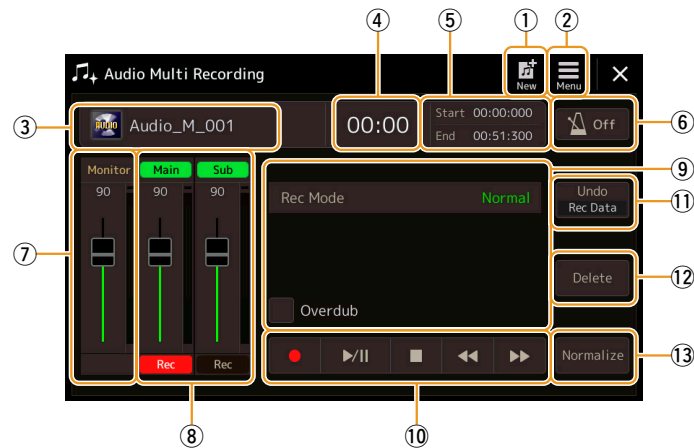 ① ②
④ ⑤
Audio Multi Recording
New
Menu
③
AUDIO
Audio_M_001
00:00
Start 00:00:000
End 00:51:300
Off
⑥
Monitor Main Sub
90 90 90
Rec Mode Normal
⑨
Undo
Rec Data
⑪
⑦
Delete
⑫
Overdub
Rec Rec
Normalize
⑬
⑧
⑩